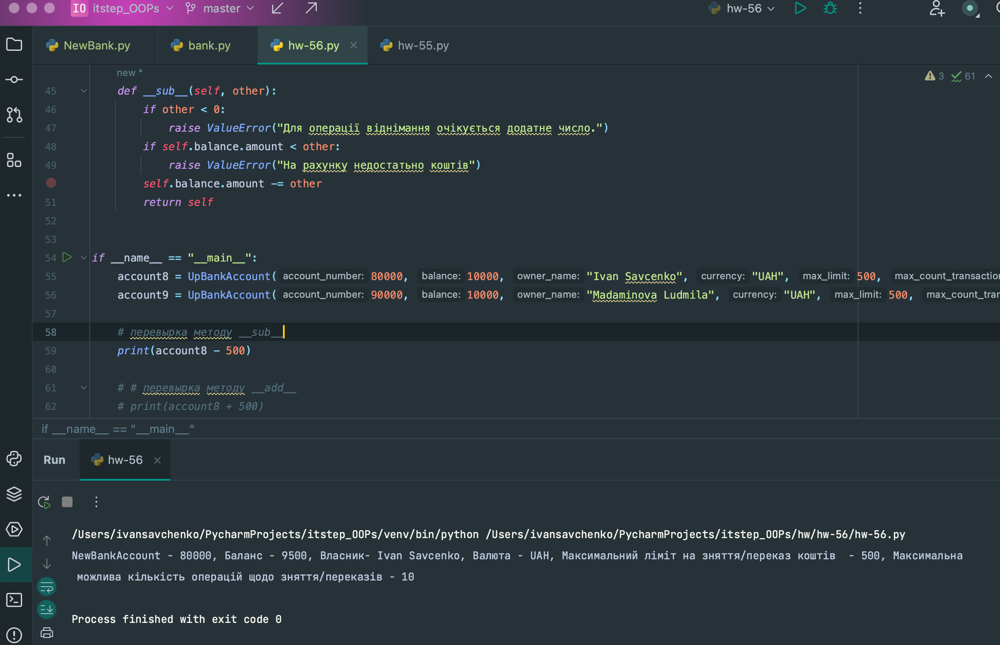 IO itstep_OOPs master hw-56
NewBank.py bank.py hw-56.py hw-55.py
new *
3 61
45 def __sub__(self, other):
46 if other < 0:
47 raise ValueError("Для операції віднімання очікується додатне число.")
48 if self.balance.amount < other:
49 raise ValueError("На рахунку недостатьно коштів")
self.balance.amount -= other
51 return self
52
53
54 if __name__ == "__main__":
55 account8 = UpBankAccount( account_number: 80000, balance: 10000, owner_name: "Ivan Savcenko", currency: "UAH", max_limit: 500, max_count_transaction
56 account9 = UpBankAccount( account_number: 90000, balance: 10000, owner_name: "Madaminova Ludmila", currency: "UAH", max_limit: 500, max_count_tran
57
58 # перевырка методу __sub__
59 print(account8 - 500)
60
61 # # перевырка методу __add__
62 # print(account8 + 500)
if __name__ == "__main__"
Run hw-56
/Users/ivansavchenko/PycharmProjects/itstep_OOPs/venv/bin/python /Users/ivansavchenko/PycharmProjects/itstep_OOPs/hw/hw-56/hw-56.py
NewBankAccount - 80000, Баланс - 9500, Власник- Ivan Savcenko, Валюта - UAH, Максимальний ліміт на зняття/переказ коштів - 500, Максимальна
можлива кількість операцій щодо зняття/переказів - 10
Process finished with exit code 0